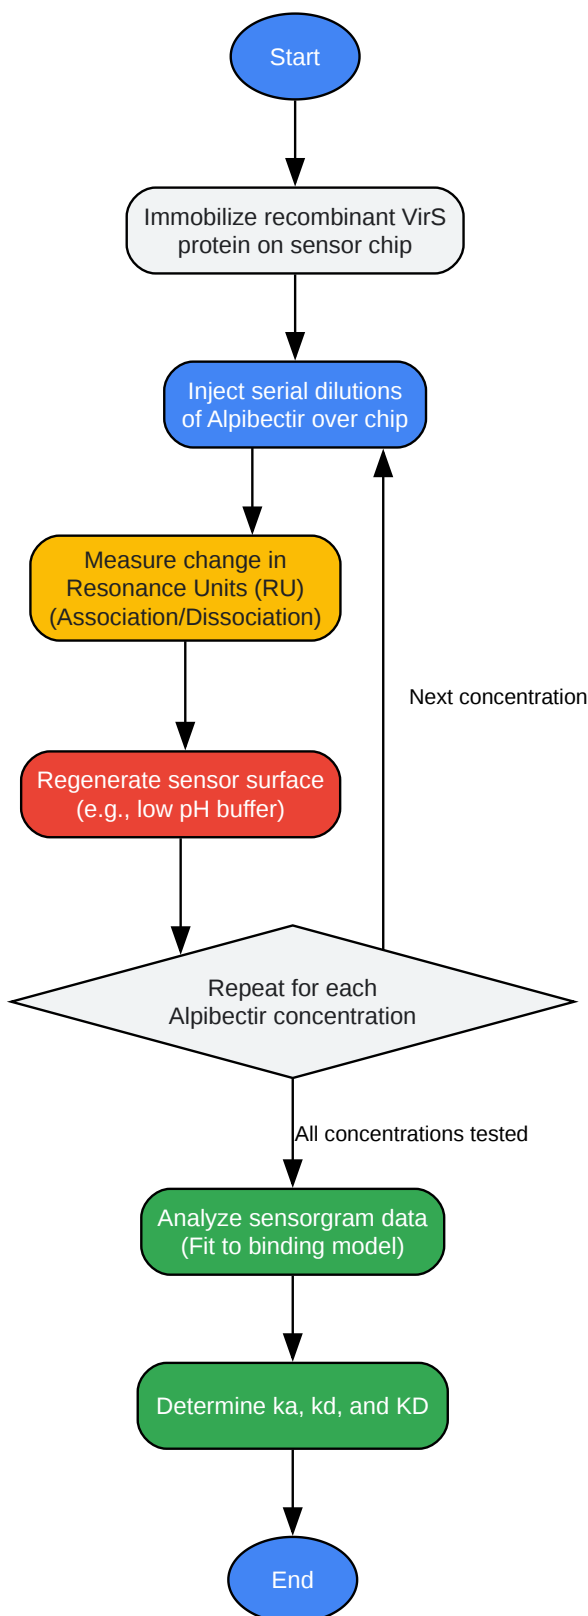 Start
Immobilize recombinant VirS
protein on sensor chip
Inject serial dilutions
of Alpibectir over chip
Measure change in
Resonance Units (RU)
(Association/Dissociation)
Next concentration
Regenerate sensor surface
(e.g., low pH buffer)
Repeat for each
Alpibectir concentration
All concentrations tested
Analyze sensorgram data
(Fit to binding model)
Determine ka, kd, and KD
End